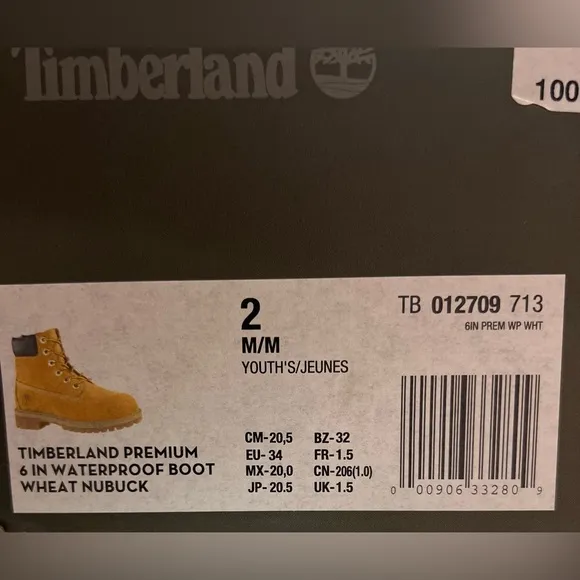 Timberland
100
2
M/M
YOUTH'S/JEUNES
TB 012709 713
6IN PREM WP WHT
TIMBERLAND PREMIUM
6 IN WATERPROOF BOOT
WHEAT NUBUCK
CM-20,5 BZ-32
EU- 34 FR-1.5
MX-20,0 CN-206(1.0)
JP- 20.5 UK-1.5
0 00906 33280 9